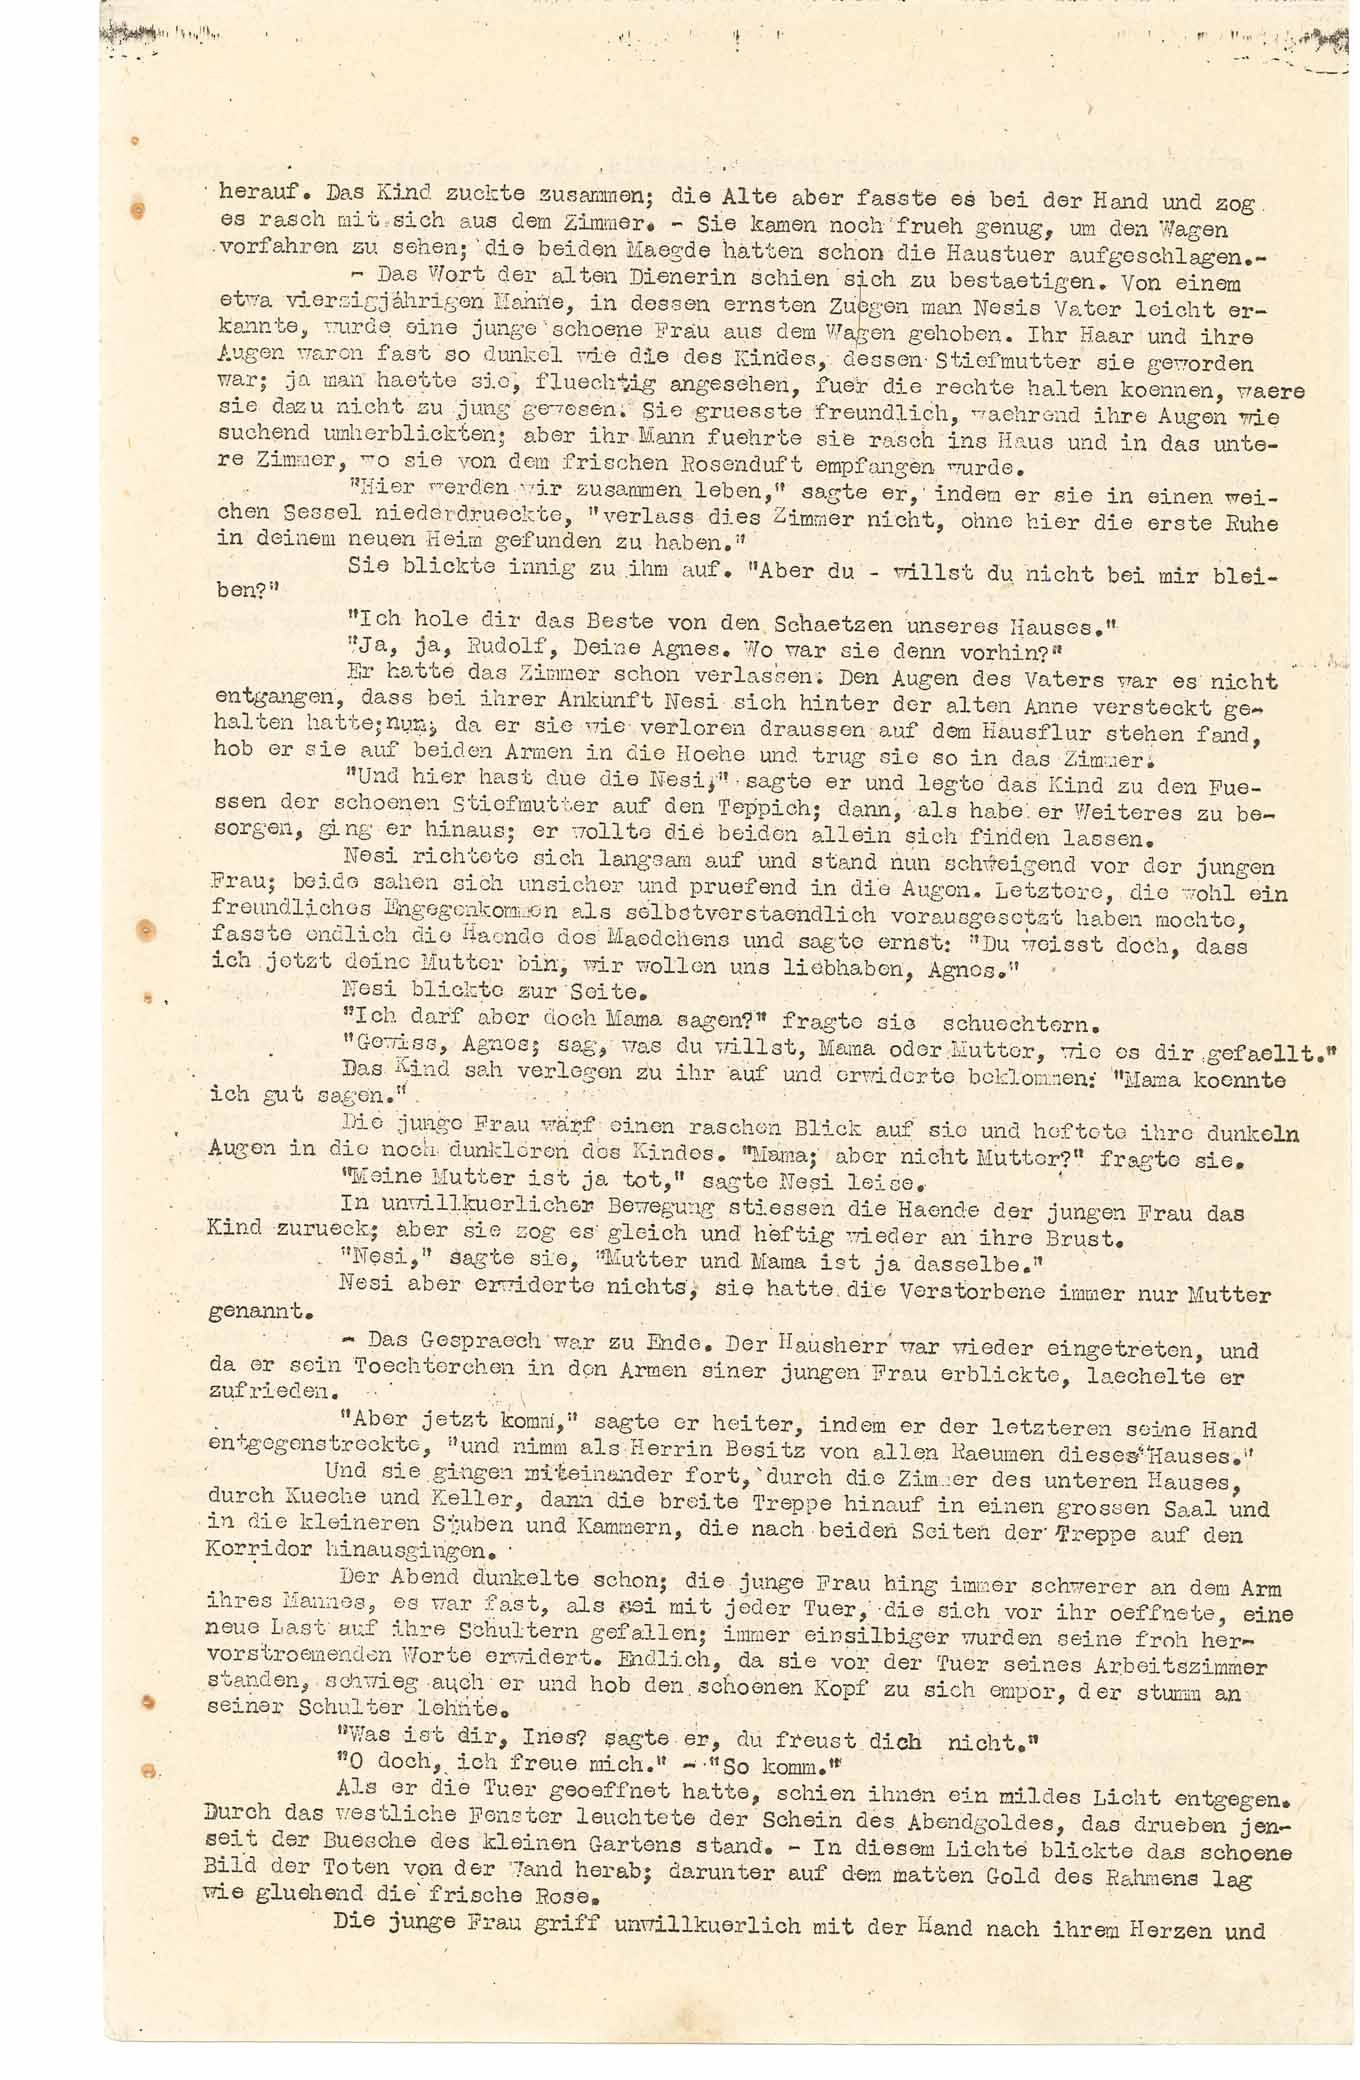 herauf. Das Kind zuckte zusammen; die Alte aber fasste es bei der Hand und zog
es rasch mit sich aus dem Zimmer. - Sie kamen noch frueh genug, um den Wagen
vorfahren zu sehen; die beiden Maegde hatten schon die Haustuer aufgeschlagen.-
- Das Wort der alten Dienerin schien sich zu bestaetigen. Von einem
etwa vierzigjährigen Manne, in dessen ernsten Zuegen man Nesis Vater leicht er-
kannte, wurde eine junge schoene Frau aus dem Wagen gehoben. Ihr Haar und ihre
Augen waren fast so dunkel wie die des Kindes, dessen Stiefmutter sie geworden
war; ja man haette sie, fluechtig angesehen, fuer die rechte halten koennen, waere
sie dazu nicht zu jung gewesen. Sie gruesste freundlich, waehrend ihre Augen wie
suchend umherblickten; aber ihr Mann fuehrte sie rasch ins Haus und in das unte-
re Zimmer, wo sie von dem frischen Rosenduft empfangen wurde.
"Hier werden wir zusammen leben," sagte er, indem er sie in einen wei-
chen Sessel niederdrueckte, "verlass dies Zimmer nicht, ohne hier die erste Ruhe
in deinem neuen Heim gefunden zu haben."
Sie blickte innig zu ihm auf. "Aber du - willst du nicht bei mir blei-
ben?"
"Ich hole dir das Beste von den Schaetzen unseres Hauses."
"Ja, ja, Rudolf, Deine Agnes. Wo war sie denn vorhin?"
Er hatte das Zimmer schon verlassen. Den Augen des Vaters war es nicht
entgangen, dass bei ihrer Ankunft Nesi sich hinter der alten Anne versteckt ge-
halten hatte; nun, da er sie wie verloren draussen auf dem Hausflur stehen fand,
hob er sie auf beiden Armen in die Hoehe und trug sie so in das Zimmer.
"Und hier hast due die Nesi," sagte er und legte das Kind zu den Fue-
ssen der schoenen Stiefmutter auf den Teppich; dann, als habe er Weiteres zu be-
sorgen, ging er hinaus; er wollte die beiden allein sich finden lassen.
Nesi richtete sich langsam auf und stand nun schweigend vor der jungen
Frau; beide sahen sich unsicher und pruefend in die Augen. Letztere, die wohl ein
freundliches Engegenkommen als selbstverstaendlich vorausgesetzt haben mochte,
fasste endlich die Haende des Maedchens und sagte ernst: "Du weisst doch, dass
ich jetzt deine Mutter bin, wir wollen uns liebhaben, Agnes."
Nesi blickte zur Seite.
"Ich darf aber doch Mama sagen?" fragte sie schuechtern.
"Gewiss, Agnes; sag, was du willst, Mama oder Mutter, wie es dir gefaellt."
Das Kind sah verlegen zu ihr auf und erwiderte beklommen: "Mama koennte
ich gut sagen."
Die junge Frau warf einen raschen Blick auf sie und heftete ihre dunkeln
Augen in die noch dunkleren des Kindes. "Mama; aber nicht Mutter?" fragte sie.
"Meine Mutter ist ja tot," sagte Nesi leise.
In unwillkuerlicher Bewegung stiessen die Haende der jungen Frau das
Kind zurueck; aber sie zog es gleich und heftig wieder an ihre Brust.
"Nesi," sagte sie, "Mutter und Mama ist ja dasselbe."
Nesi aber erwiderte nichts, sie hatte die Verstorbene immer nur Mutter
genannt.
- Das Gespraech war zu Ende. Der Hausherr war wieder eingetreten, und
da er sein Toechterchen in den Armen siner jungen Frau erblickte, laechelte er
zufrieden.
"Aber jetzt komm," sagte er heiter, indem er der letzteren seine Hand
entgegenstreckte, "und nimm als Herrin Besitz von allen Raeumen dieses Hauses."
Und sie gingen miteinander fort, durch die Zimmer des unteren Hauses,
durch Kueche und Keller, dann die breite Treppe hinauf in einen grossen Saal und
in die kleineren Stuben und Kammern, die nach beiden Seiten der Treppe auf den
Korridor hinausgingen.
Der Abend dunkelte schon; die junge Frau hing immer schwerer an dem Arm
ihres Mannes, es war fast, als sei mit jeder Tuer, die sich vor ihr oeffnete, eine
neue Last auf ihre Schultern gefallen; immer einsilbiger wurden seine froh her-
vorstroemenden Worte erwidert. Endlich, da sie vor der Tuer seines Arbeitszimmer
standen, schwieg auch er und hob den schoenen Kopf zu sich empor, der stumm an
seiner Schulter lehnte.
"Was ist dir, Ines? sagte er, du freust dich nicht."
"O doch, ich freue mich." - "So komm."
Als er die Tuer geoeffnet hatte, schien ihnen ein mildes Licht entgegen.
Durch das westliche Fenster leuchtete der Schein des Abendgoldes, das drueben jen-
seit der Buesche des kleinen Gartens stand. - In diesem Lichte blickte das schoene
Bild der Toten von der Wand herab; darunter auf dem matten Gold des Rahmens lag
wie gluehend die frische Rose.
Die junge Frau griff unwillkuerlich mit der Hand nach ihrem Herzen und